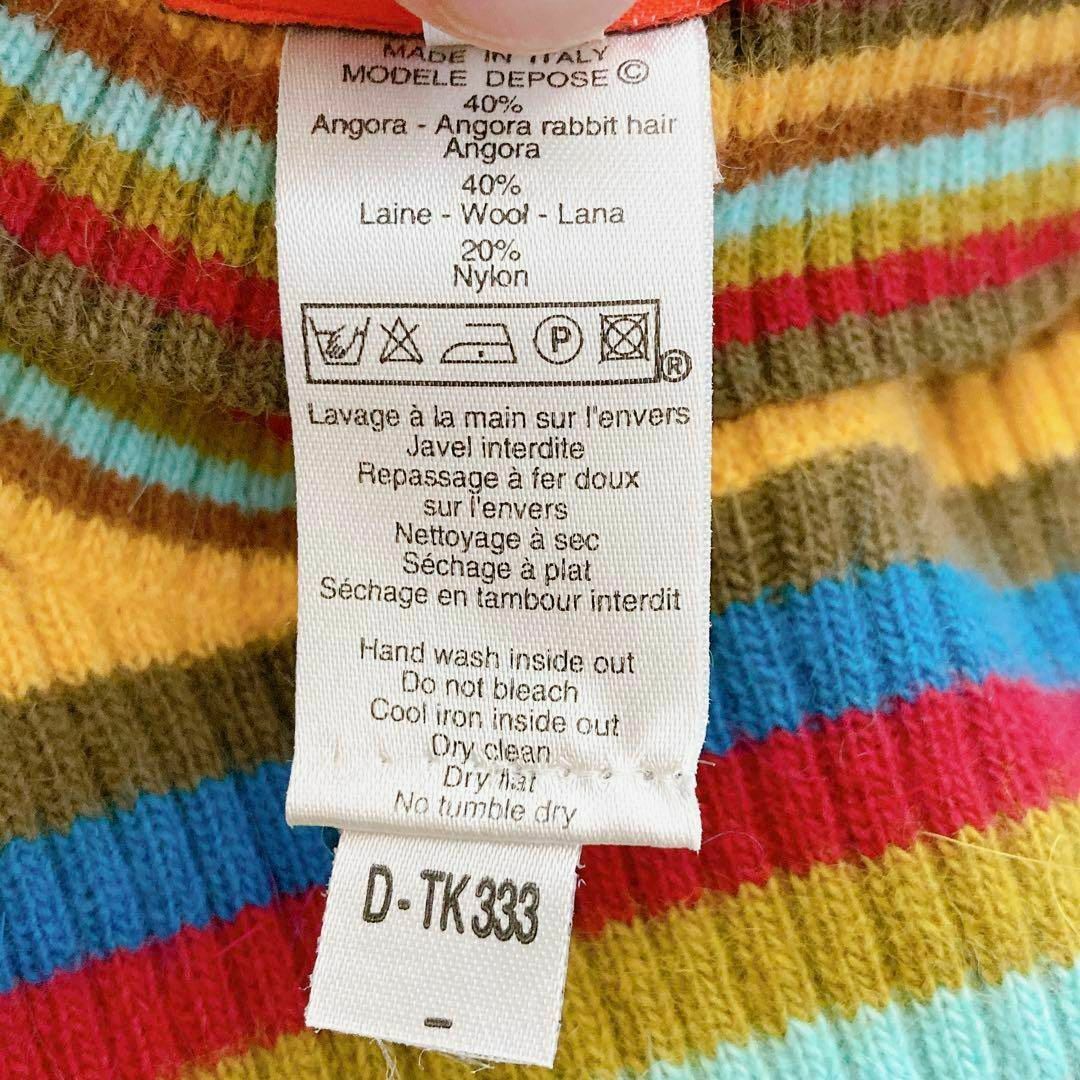 MADE IN ITALY
MODELE DEPOSE ©
40%
Angora - Angora rabbit hair
Angora
40%
Laine - Wool - Lana
20%
Nylon
P
®
Lavage à la main sur l'envers
Javel interdite
Repassage à fer doux
sur l'envers
Nettoyage à sec
Séchage à plat
Séchage en tambour interdit
Hand wash inside out
Do not bleach
Cool iron inside out
Dry clean
Dry flat
No tumble dry
D-TK333
-